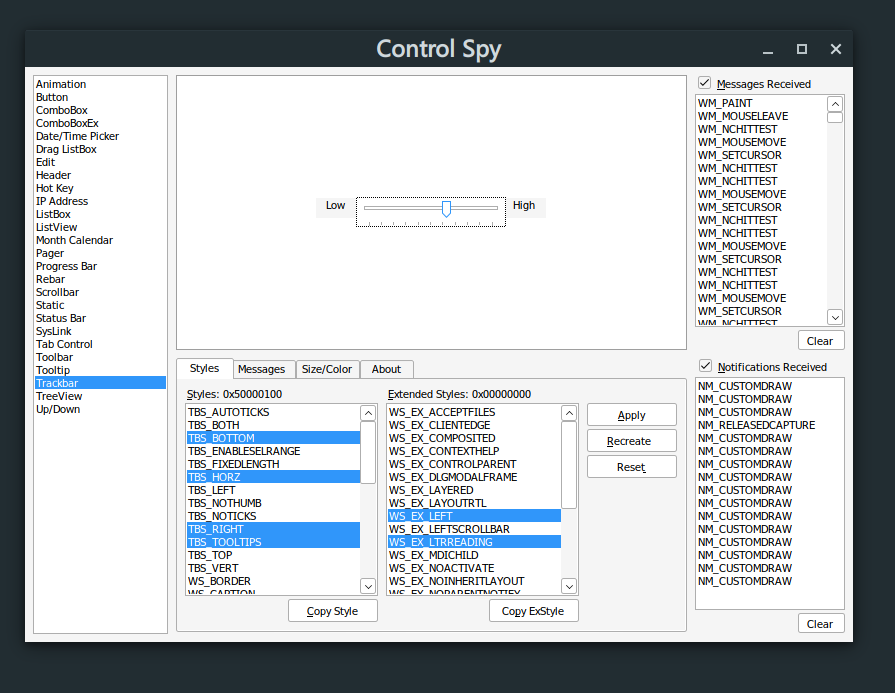 Control Spy
Animation
Button
ComboBox
ComboBoxEx
Date/Time Picker
Drag ListBox
Edit
Header
Hot Key
IP Address
ListBox
ListView
Month Calendar
Pager
Progress Bar
Rebar
Scrollbar
Static
Status Bar
SysLink
Tab Control
Toolbar
Tooltip
Trackbar
TreeView
Up/Down
Low
High
Styles
Messages
Size/Color
About
Styles: 0x50000100
TBS_AUTOTICKS
TBS_BOTH
TBS_BOTTOM
TBS_ENABLESELRANGE
TBS_FIXEDLENGTH
TBS_HORZ
TBS_LEFT
TBS_NOTHUMB
TBS_NOTICKS
TBS_RIGHT
TBS_TOOLTIPS
TBS_TOP
TBS_VERT
WS_BORDER
WS_CAPTION
Copy Style
Extended Styles: 0x00000000
WS_EX_ACCEPTFILES
WS_EX_CLIENTEDGE
WS_EX_COMPOSITED
WS_EX_CONTEXTHELP
WS_EX_CONTROLPARENT
WS_EX_DLGMODALFRAME
WS_EX_LAYERED
WS_EX_LAYOUTRTL
WS_EX_LEFT
WS_EX_LEFTSCROLLBAR
WS_EX_LTRREADING
WS_EX_MDICHILD
WS_EX_NOACTIVATE
WS_EX_NOINHERITLAYOUT
WS_EX_NOPARENTNOTIFY
Copy ExStyle
Apply
Recreate
Reset
Messages Received
WM_PAINT
WM_MOUSELEAVE
WM_NCHITTEST
WM_MOUSEMOVE
WM_SETCURSOR
WM_NCHITTEST
WM_NCHITTEST
WM_MOUSEMOVE
WM_SETCURSOR
WM_NCHITTEST
WM_NCHITTEST
WM_MOUSEMOVE
WM_SETCURSOR
WM_NCHITTEST
WM_NCHITTEST
WM_MOUSEMOVE
WM_SETCURSOR
WM_NCHITTEST
Clear
Notifications Received
NM_CUSTOMDRAW
NM_CUSTOMDRAW
NM_CUSTOMDRAW
NM_RELEASEDCAPTURE
NM_CUSTOMDRAW
NM_CUSTOMDRAW
NM_CUSTOMDRAW
NM_CUSTOMDRAW
NM_CUSTOMDRAW
NM_CUSTOMDRAW
NM_CUSTOMDRAW
NM_CUSTOMDRAW
NM_CUSTOMDRAW
NM_CUSTOMDRAW
NM_CUSTOMDRAW
NM_CUSTOMDRAW
Clear